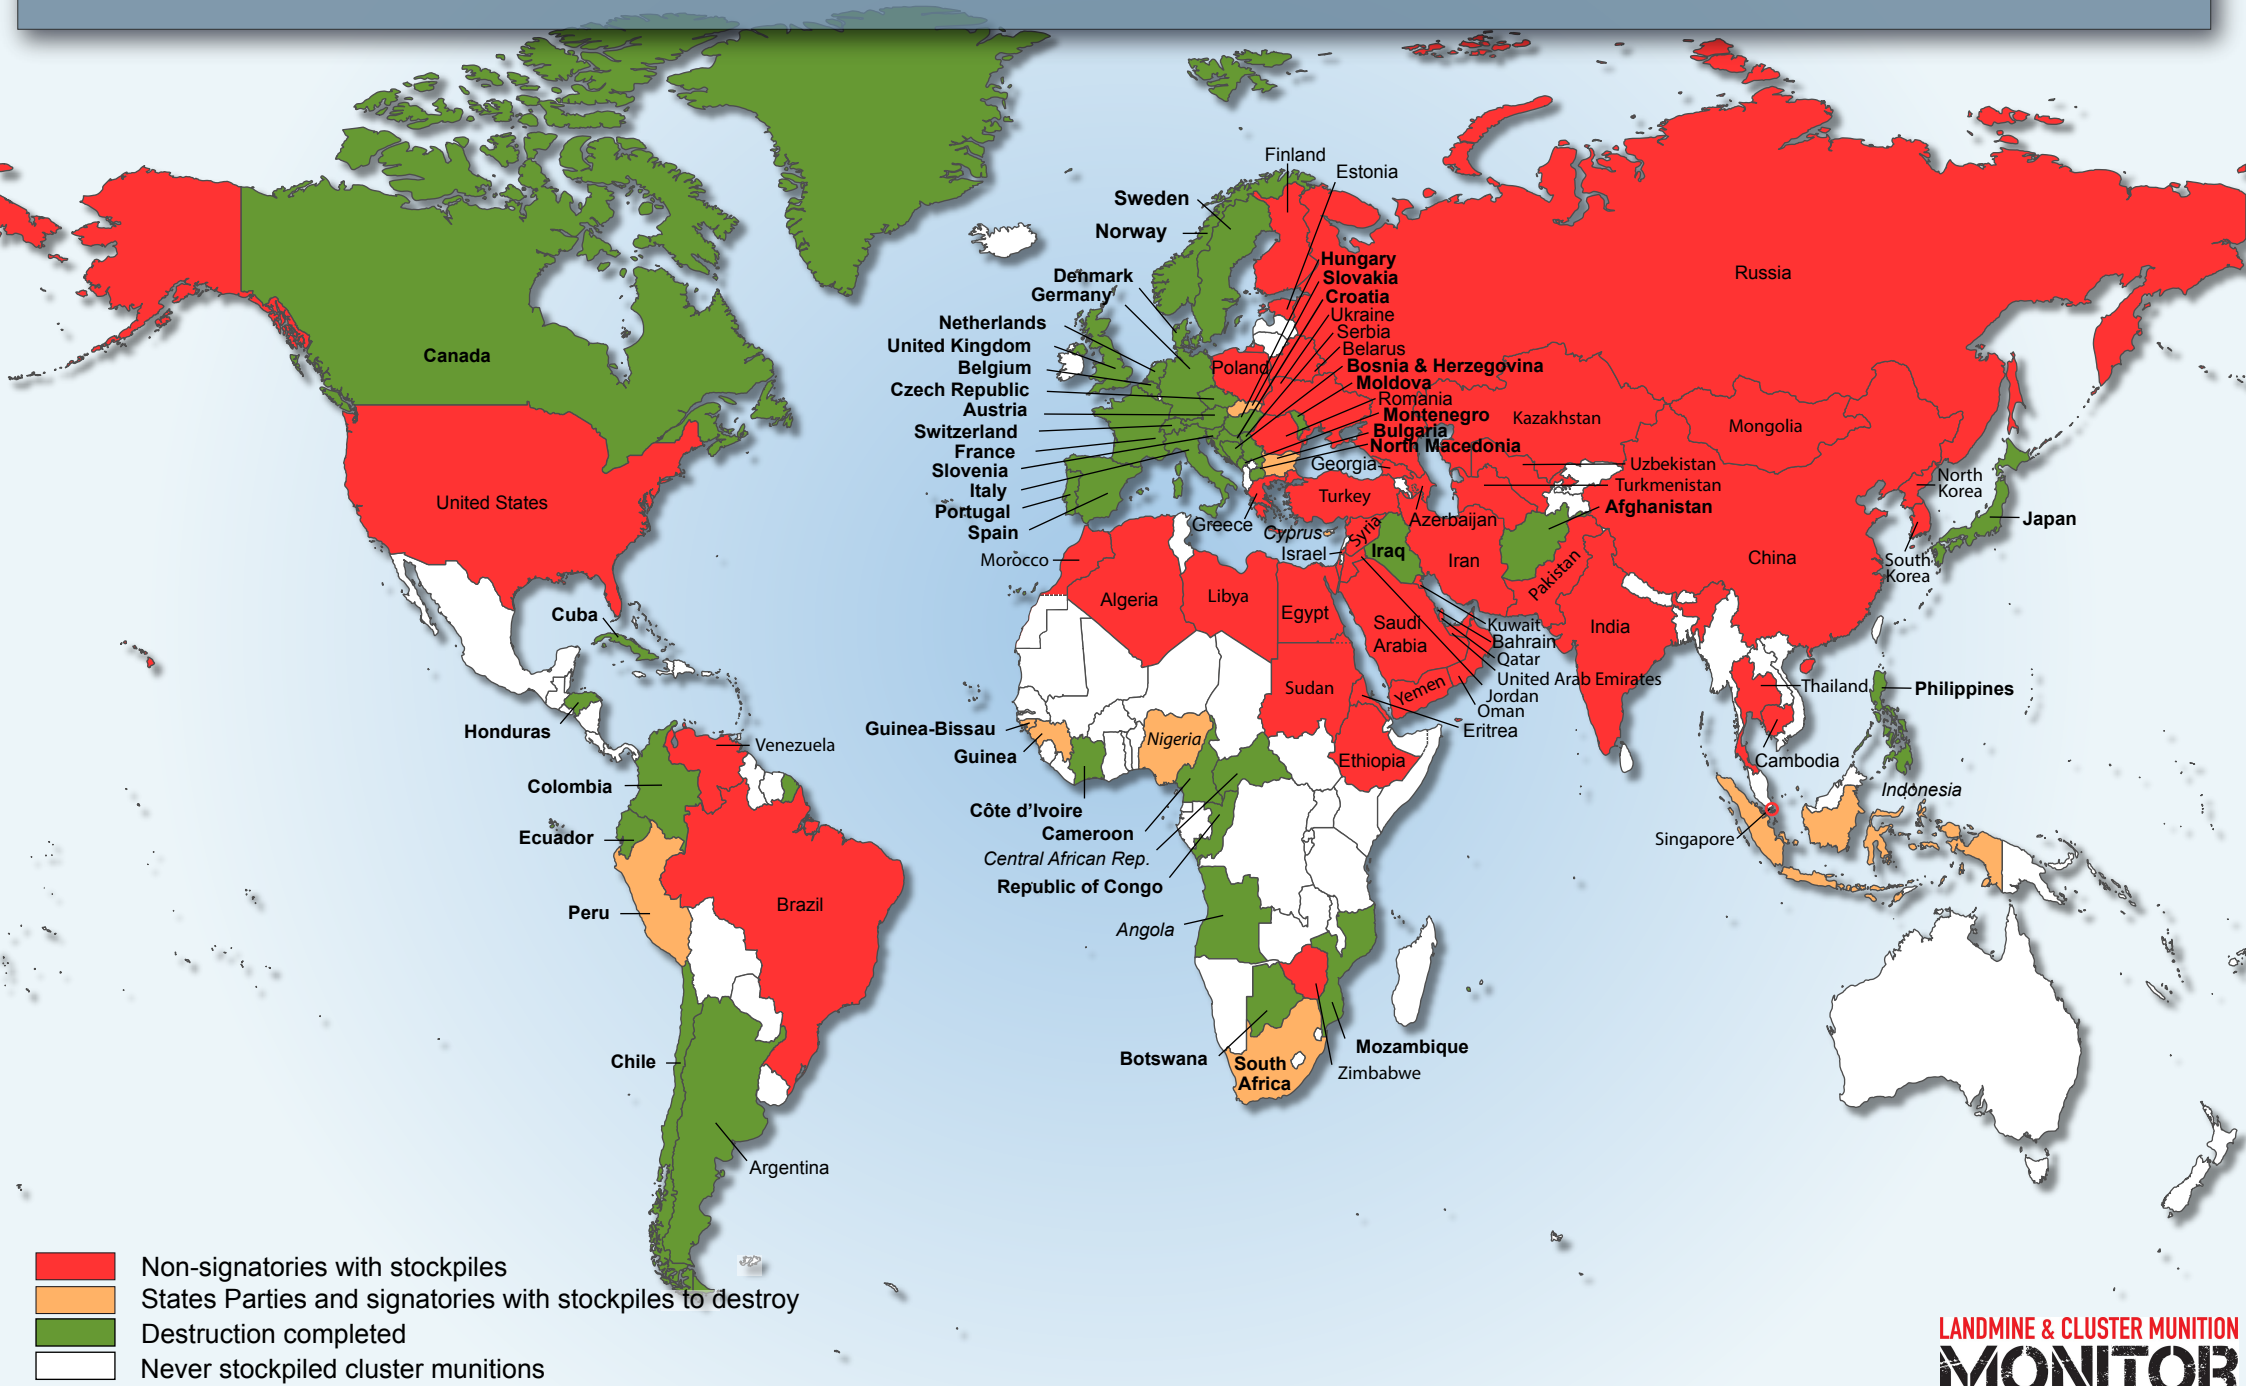 Finland
Estonia
Sweden
Norway
Denmark
Germany
Netherlands
United Kingdom
Belgium
Czech Republic
Austria
Switzerland
France
Slovenia
Italy
Portugal
Spain
Hungary
Slovakia
Croatia
Ukraine
Serbia
Belarus
Bosnia & Herzegovina
Moldova
Romania
Montenegro
Bulgaria
North Macedonia
Poland
Russia
Canada
United States
Kazakhstan
Mongolia
Georgia
Uzbekistan
Turkmenistan
Afghanistan
North
Korea
Japan
South
Korea
China
Turkey
Azerbaijan
Greece
Cyprus
Syria
Israel
Iraq
Iran
Pakistan
India
Morocco
Algeria
Libya
Egypt
Saudi
Arabia
Kuwait
Bahrain
Qatar
United Arab Emirates
Jordan
Oman
Yemen
Eritrea
Sudan
Ethiopia
Thailand
Philippines
Cambodia
Indonesia
Singapore
Cuba
Honduras
Venezuela
Colombia
Ecuador
Peru
Brazil
Chile
Argentina
Guinea-Bissau
Guinea
Nigeria
Côte d'Ivoire
Cameroon
Central African Rep.
Republic of Congo
Angola
Botswana
South
Africa
Mozambique
Zimbabwe
Non-signatories with stockpiles
States Parties and signatories with stockpiles to destroy
Destruction completed
Never stockpiled cluster munitions
LANDMINE & CLUSTER MUNITION
MONITOR